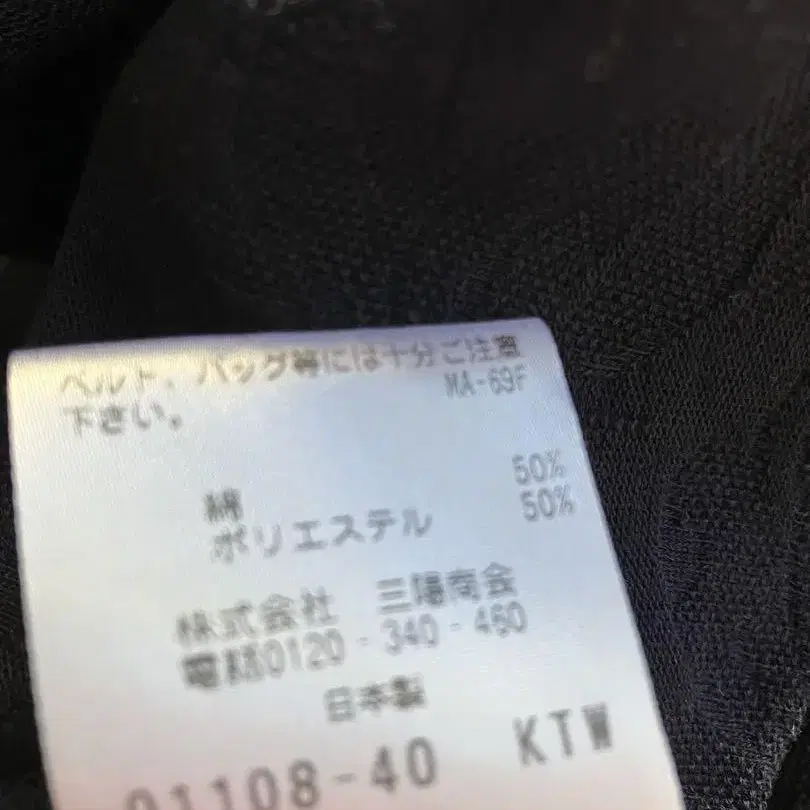 ベルト、バッグ等には十分ご注意
下さい。 MA-69F
綿 50%
ポリエステル 50%
株式会社 三陽商会
電話0120-340-460
日本製
01108-40 KTW